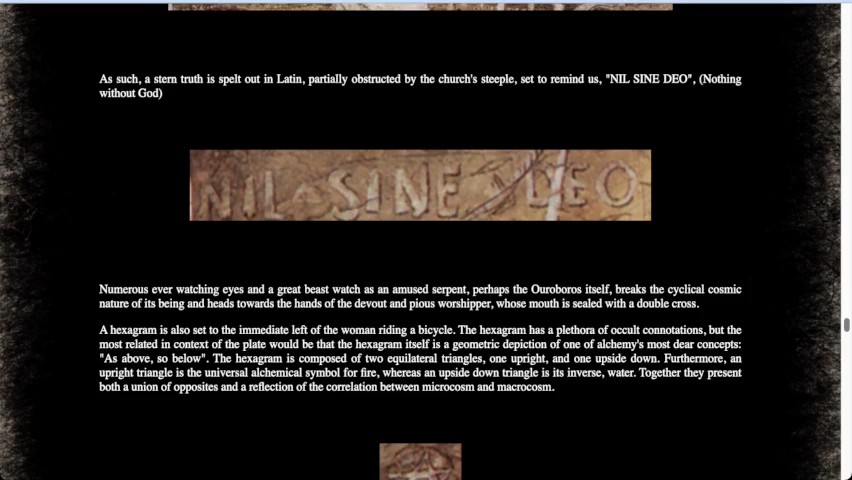 As such, a stern truth is spelt out in Latin, partially obstructed by the church's steeple, set to remind us, "NIL SINE DEO", (Nothing
without God)
NIL SINE DEO
Numerous ever watching eyes and a great beast watch as an amused serpent, perhaps the Ouroboros itself, breaks the cyclical cosmic
nature of its being and heads towards the hands of the devout and pious worshipper, whose mouth is sealed with a double cross.
A hexagram is also set to the immediate left of the woman riding a bicycle. The hexagram has a plethora of occult connotations, but the
most related in context of the plate would be that the hexagram itself is a geometric depiction of one of alchemy's most dear concepts:
"As above, so below". The hexagram is composed of two equilateral triangles, one upright, and one upside down. Furthermore, an
upright triangle is the universal alchemical symbol for fire, whereas an upside down triangle is its inverse, water. Together they present
both a union of opposites and a reflection of the correlation between microcosm and macrocosm.